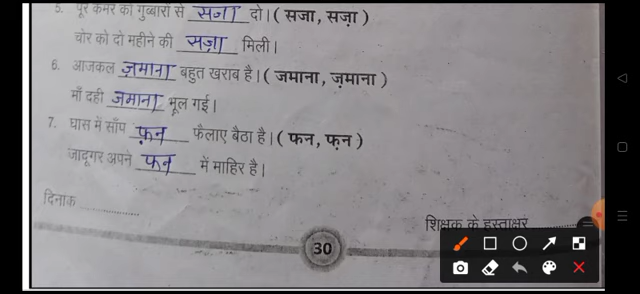 5. पूरे कमरे को गुब्बारों से सजा दो। ( सजा, सज़ा )
चोर को दो महीने की सज़ा मिली।
6. आजकल ज़माना बहुत खराब है। ( जमाना, ज़माना )
माँ दही जमाना भूल गई।
7. घास में साँप फ़न फैलाए बैठा है। ( फन, फ़न )
जादूगर अपने फन में माहिर है।
दिनांक ..............
शिक्षक के हस्ताक्षर ..............
30